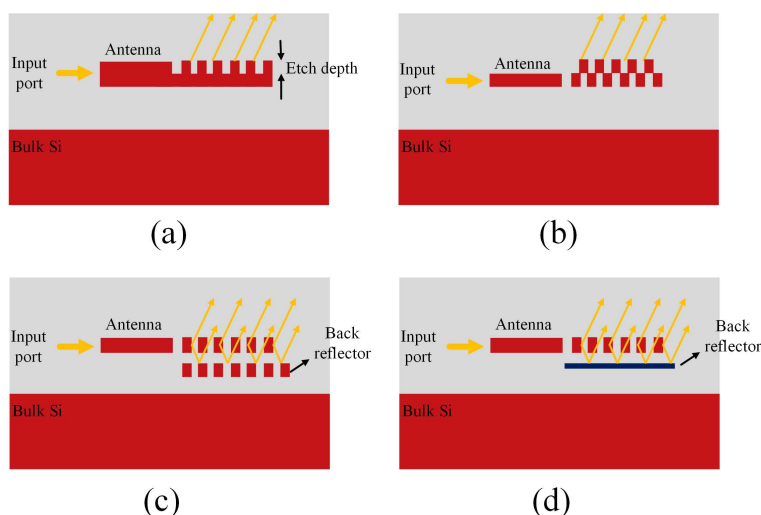 Antenna
Input
port
Etch depth
Bulk Si
(a)
Antenna
Input
port
Bulk Si
(b)
Antenna
Input
port
Back
reflector
Bulk Si
(c)
Antenna
Input
port
Back
reflector
Bulk Si
(d)